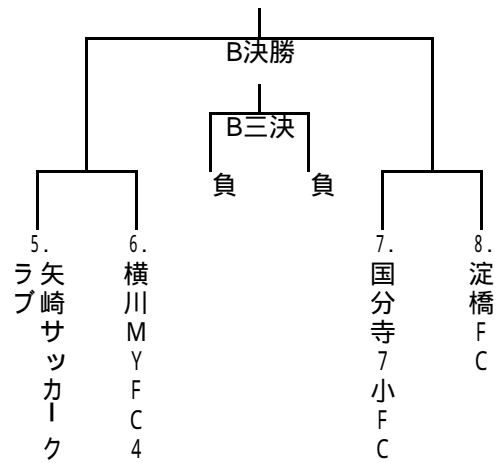 B決勝
B三決
負 負
5.
矢崎サッカーク
ラブ
6.
横川MYFC4
7.
国分寺7小FC
8.
淀橋FC